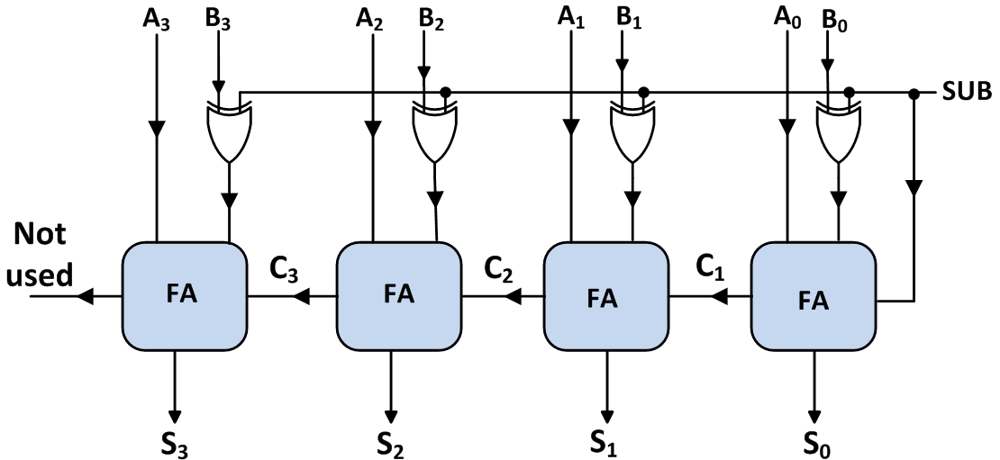 A₃ B₃ A₂ B₂ A₁ B₁ A₀ B₀
SUB
Not
used
C₃ C₂ C₁
FA FA FA FA
S₃ S₂ S₁ S₀